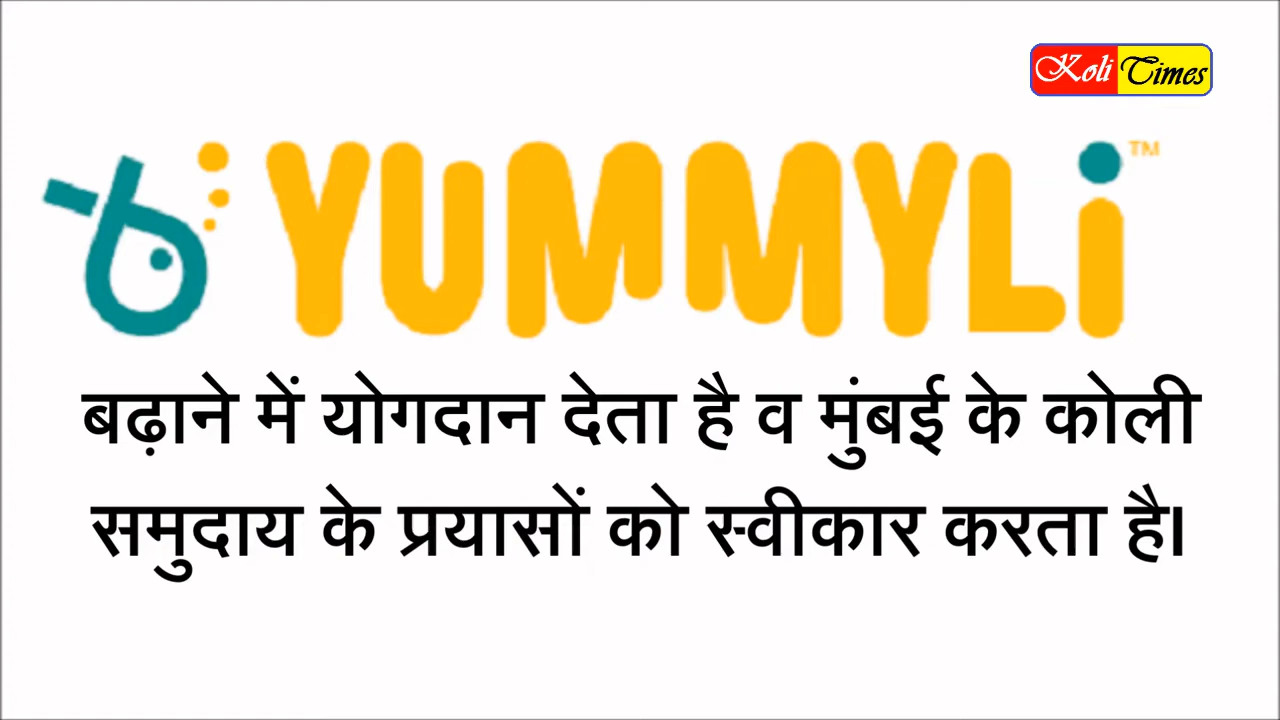 Koli Times
YUMMYLi™
बढ़ाने में योगदान देता है व मुंबई के कोली
समुदाय के प्रयासों को स्वीकार करता है।